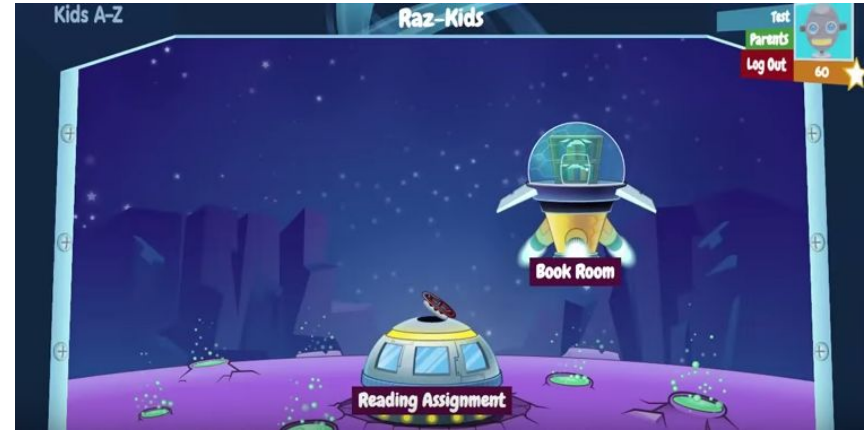 Kids A-Z
Raz-Kids
Test
Parents
Log Out
60
Book Room
Reading Assignment